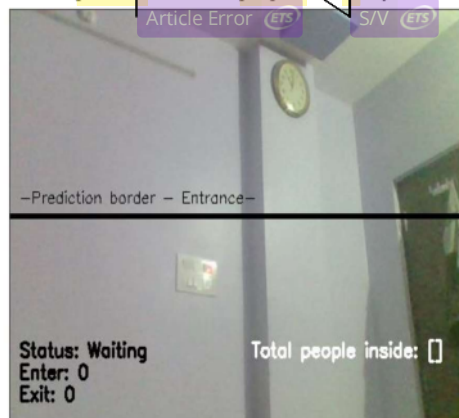 Article Error ETS
S/V ETS
-Prediction border - Entrance-
Status: Waiting
Total people inside: []
Enter: 0
Exit: 0